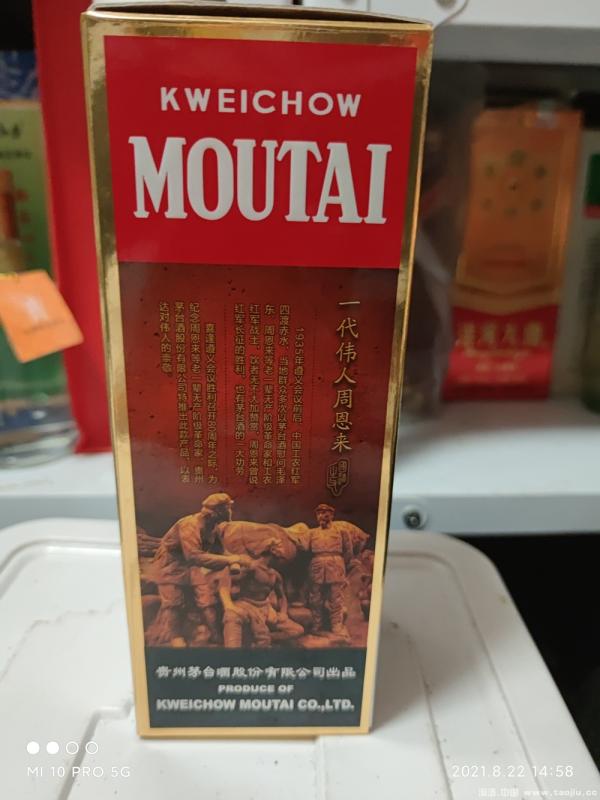 KWEICHOW
MOUTAI
一代伟人周恩来
1935年遵义会议前后，中国工农红军
四渡赤水，当地群众多次以茅台酒慰问毛泽
东、周恩来等老一辈无产阶级革命家和工农
红军战士，饮者无不大加赞赏，周恩来曾说
红军长征的胜利，也有茅台酒的一大功劳
喜逢遵义会议胜利召开80周年之际，为
纪念周恩来等老一辈无产阶级革命家，贵州
茅台酒股份有限公司特推出此款产品，以表
达对伟人的崇敬
贵州茅台酒股份有限公司出品
PRODUCE OF
KWEICHOW MOUTAI CO.,LTD.
MI 10 PRO 5G
2021.8.22 14:58
淘酒.中国 www.taojiu.cc